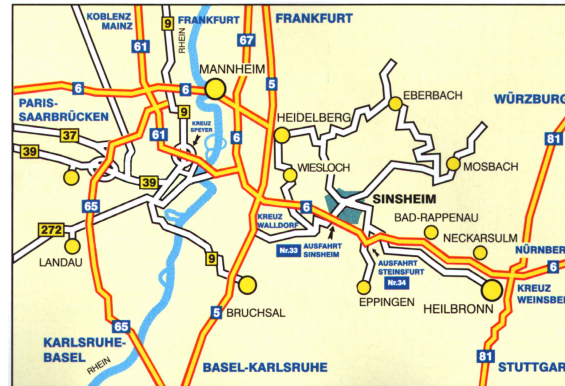 KOBLENZ
MAINZ
9
RHEIN
FRANKFURT
FRANKFURT
61
67
5
6
6
MANNHEIM
PARIS-
SAARBRÜCKEN
9
KREUZ
SPEYER
HEIDELBERG
EBERBACH
WÜRZBURG
37
61
6
81
39
39
WIESLOCH
MOSBACH
65
SINSHEIM
KREUZ
WALLDORF
6
BAD-RAPPENAU
272
Nr.33
AUSFAHRT
SINSHEIM
NECKARSULM
NÜRNBERG
LANDAU
9
AUSFAHRT
STEINSFURT
Nr.34
6
BRUCHSAL
EPPINGEN
HEILBRONN
KREUZ
WEINSBE
65
5
KARLSRUHE-
BASEL
RHEIN
BASEL-KARLSRUHE
81
STUTTGAR